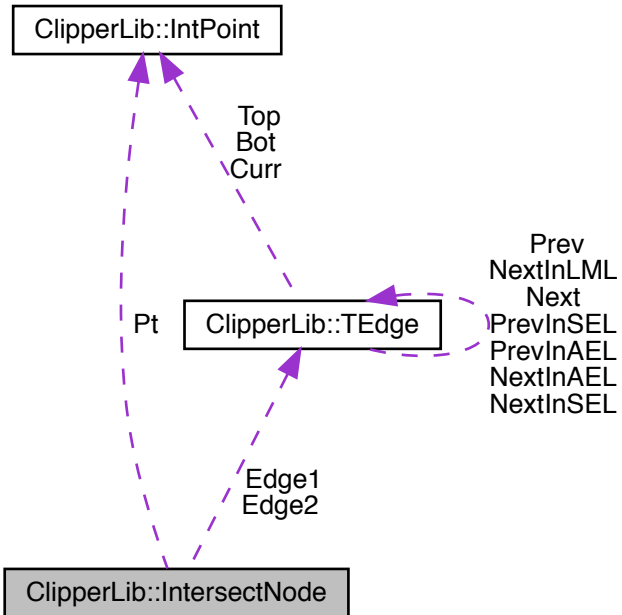 ClipperLib::IntPoint
Top
Bot
Curr
Prev
NextInLML
Next
PrevInSEL
PrevInAEL
NextInAEL
NextInSEL
Pt
ClipperLib::TEdge
Edge1
Edge2
ClipperLib::IntersectNode